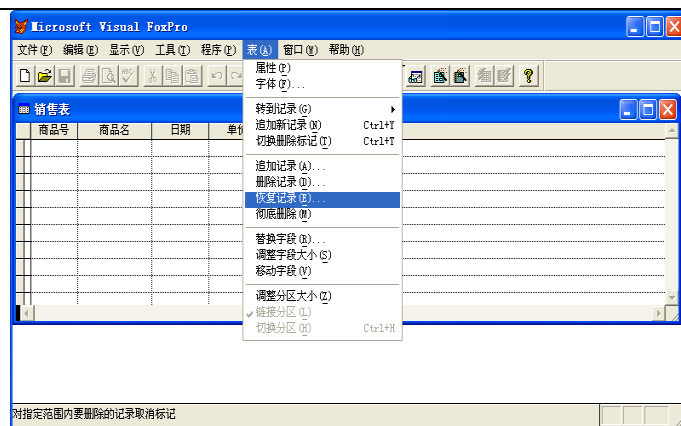 Microsoft Visual FoxPro
文件(F) 编辑(E) 显示(V) 工具(T) 程序(P) 表(A) 窗口(W) 帮助(H)
属性(P)
字体(F)...
销售表
转到记录(G)
商品号 商品名 日期 单价
追加新记录(N) Ctrl+Y
切换删除标记(T) Ctrl+T
追加记录(A)...
删除记录(D)...
恢复记录(E)...
彻底删除(M)
替换字段(R)...
调整字段大小(S)
移动字段(V)
调整分区大小(Z)
链接分区(L)
切换分区(H) Ctrl+H
对指定范围内要删除的记录取消标记